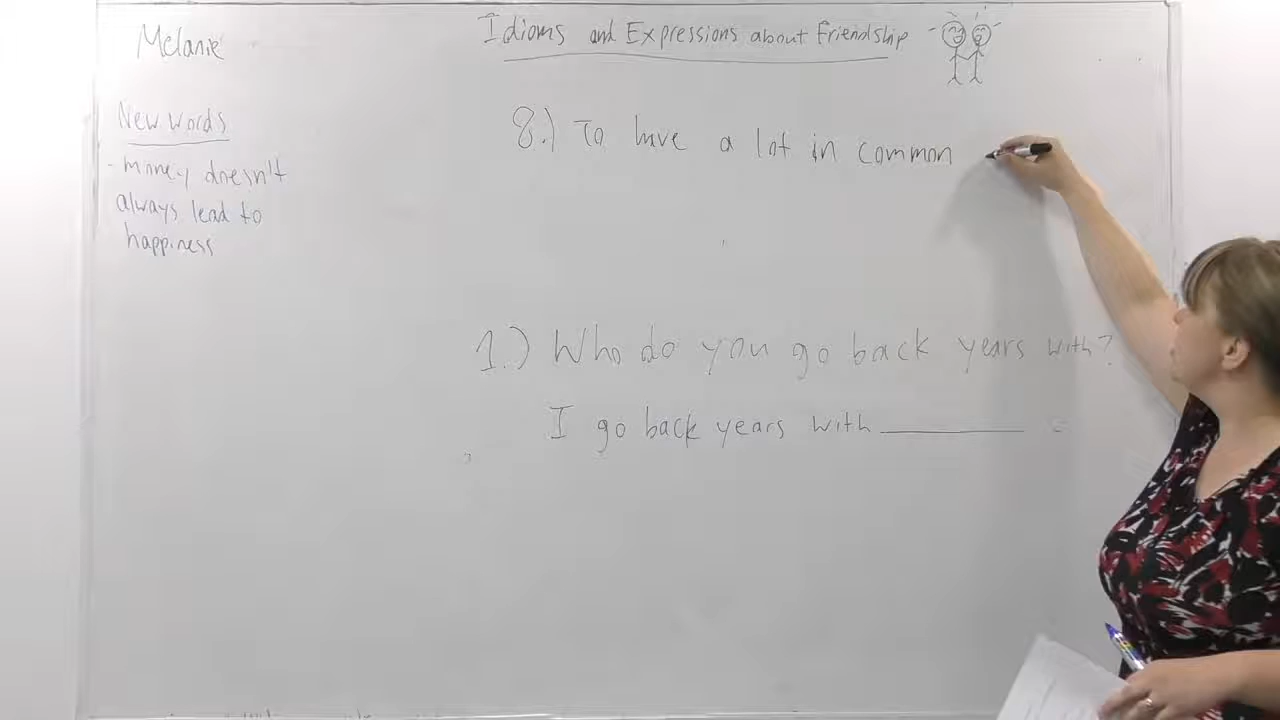 Melanie
Idioms and Expressions about Friendship
New words
- money doesn't
always lead to
happiness
8.) To have a lot in common
1.) Who do you go back years with?
I go back years with